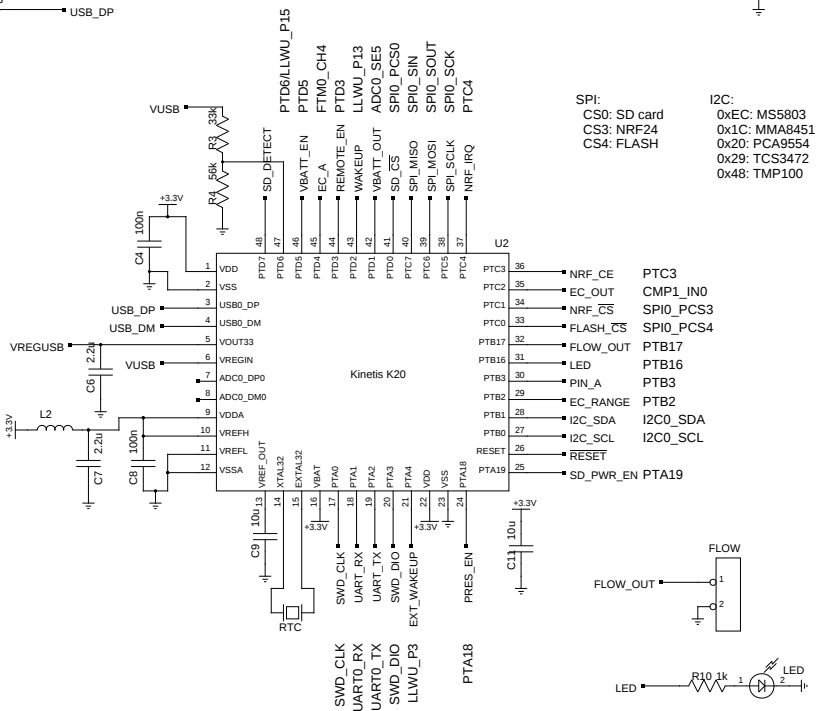 USB_DP
PTD6/LLWU_P15
PTD5
FTM0_CH4
PTD3
LLWU_P13
ADC0_SE5
SPI0_PCS0
SPI0_SIN
SPI0_SOUT
SPI0_SCK
PTC4
SPI:
CS0: SD card
CS3: NRF24
CS4: FLASH
I2C:
0xEC: MS5803
0x1C: MMA8451
0x20: PCA9554
0x29: TCS3472
0x48: TMP100
VUSB
R3 33k
R4 56k
SD_DETECT
VBATT_EN
EC_A
REMOTE_EN
WAKEUP
VBATT_OUT
SD_CS
SPI_MISO
SPI_MOSI
SPI_SCLK
NRF_IRQ
+3.3V
C4 100n
48 47 46 45 44 43 42 41 40 39 38 37
U2
PTD7 PTD6 PTD5 PTD4 PTD3 PTD2 PTD1 PTD0 PTC7 PTC6 PTC5 PTC4
1 VDD
2 VSS
USB_DP 3 USB0_DP
USB_DM 4 USB0_DM
VREGUSB 5 VOUT33
VUSB 6 VREGIN
7 ADC0_DP0
8 ADC0_DM0
9 VDDA
10 VREFH
11 VREFL
12 VSSA
C6 2.2u
+3.3V
L2
C7 2.2u
C8 100n
Kinetis K20
PTC3 36 NRF_CE PTC3
PTC2 35 EC_OUT CMP1_IN0
PTC1 34 NRF_CS SPI0_PCS3
PTC0 33 FLASH_CS SPI0_PCS4
PTB17 32 FLOW_OUT PTB17
PTB16 31 LED PTB16
PTB3 30 PIN_A PTB3
PTB2 29 EC_RANGE PTB2
PTB1 28 I2C_SDA I2C0_SDA
PTB0 27 I2C_SCL I2C0_SCL
RESET 26 RESET
PTA19 25 SD_PWR_EN PTA19
VREF_OUT XTAL32 EXTAL32 VBAT PTA0 PTA1 PTA2 PTA3 PTA4 VDD VSS PTA18
13 14 15 16 17 18 19 20 21 22 23 24
C9 10u
+3.3V
+3.3V
+3.3V
C11 10u
RTC
SWD_CLK
UART_RX
UART_TX
SWD_DIO
EXT_WAKEUP
PRES_EN
SWD_CLK
UART0_RX
UART0_TX
SWD_DIO
LLWU_P3
PTA18
FLOW
FLOW_OUT 1
2
LED R10 1k 1 2 LED